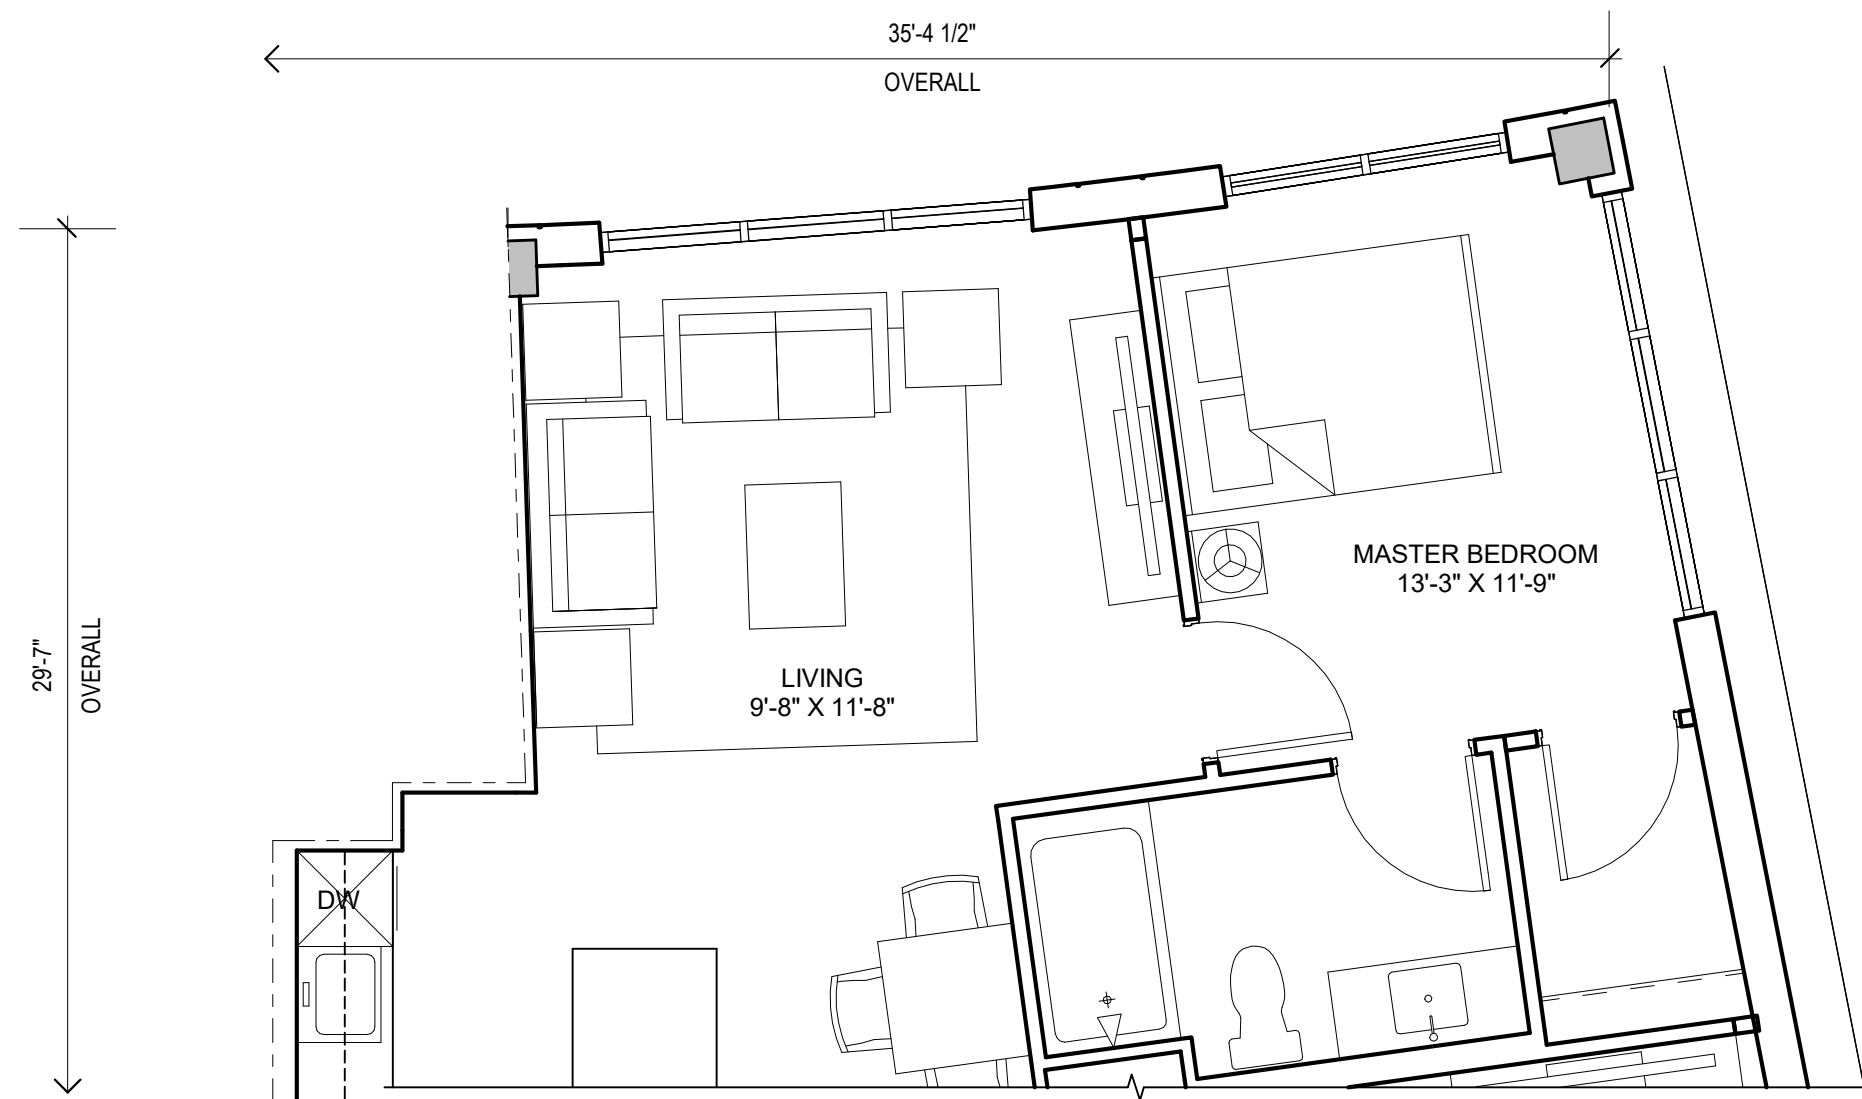 35'-4 1/2"
OVERALL
MASTER BEDROOM
13'-3" X 11'-9"
29'-7"
OVERALL
LIVING
9'-8" X 11'-8"
DW